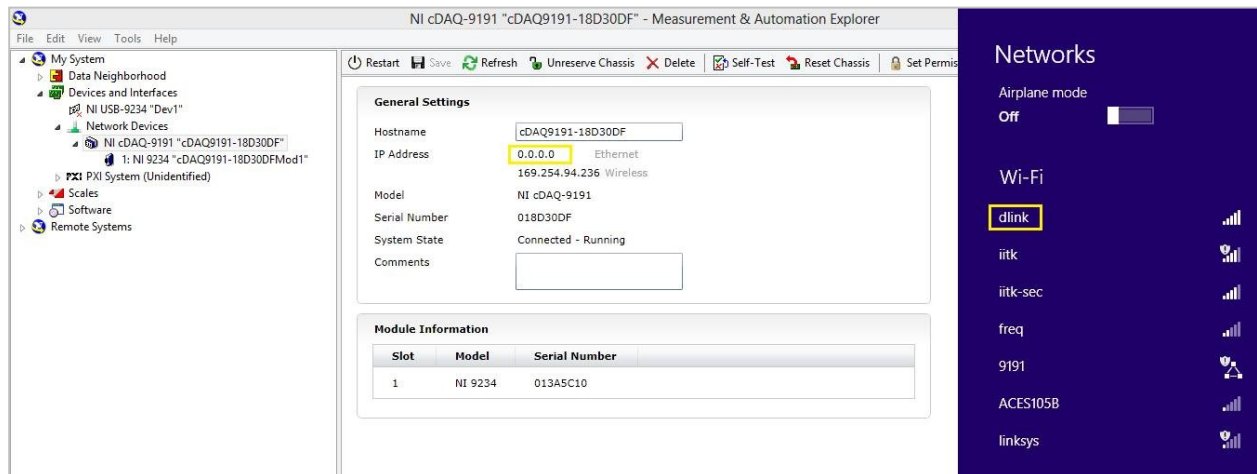 NI cDAQ-9191 "cDAQ9191-18D30DF" - Measurement & Automation Explorer
File Edit View Tools Help
My System
Data Neighborhood
Devices and Interfaces
NI USB-9234 "Dev1"
Network Devices
NI cDAQ-9191 "cDAQ9191-18D30DF"
1: NI 9234 "cDAQ9191-18D30DFMod1"
PXI PXI System (Unidentified)
Scales
Software
Remote Systems
Restart Save Refresh Unreserve Chassis Delete Self-Test Reset Chassis Set Permis
General Settings
Hostname cDAQ9191-18D30DF
IP Address 0.0.0.0 Ethernet
169.254.94.236 Wireless
Model NI cDAQ-9191
Serial Number 018D30DF
System State Connected - Running
Comments
Module Information
Slot Model Serial Number
1 NI 9234 013A5C10
Networks
Airplane mode
Off
Wi-Fi
dlink
iitk
iitk-sec
freq
9191
ACES105B
linksys